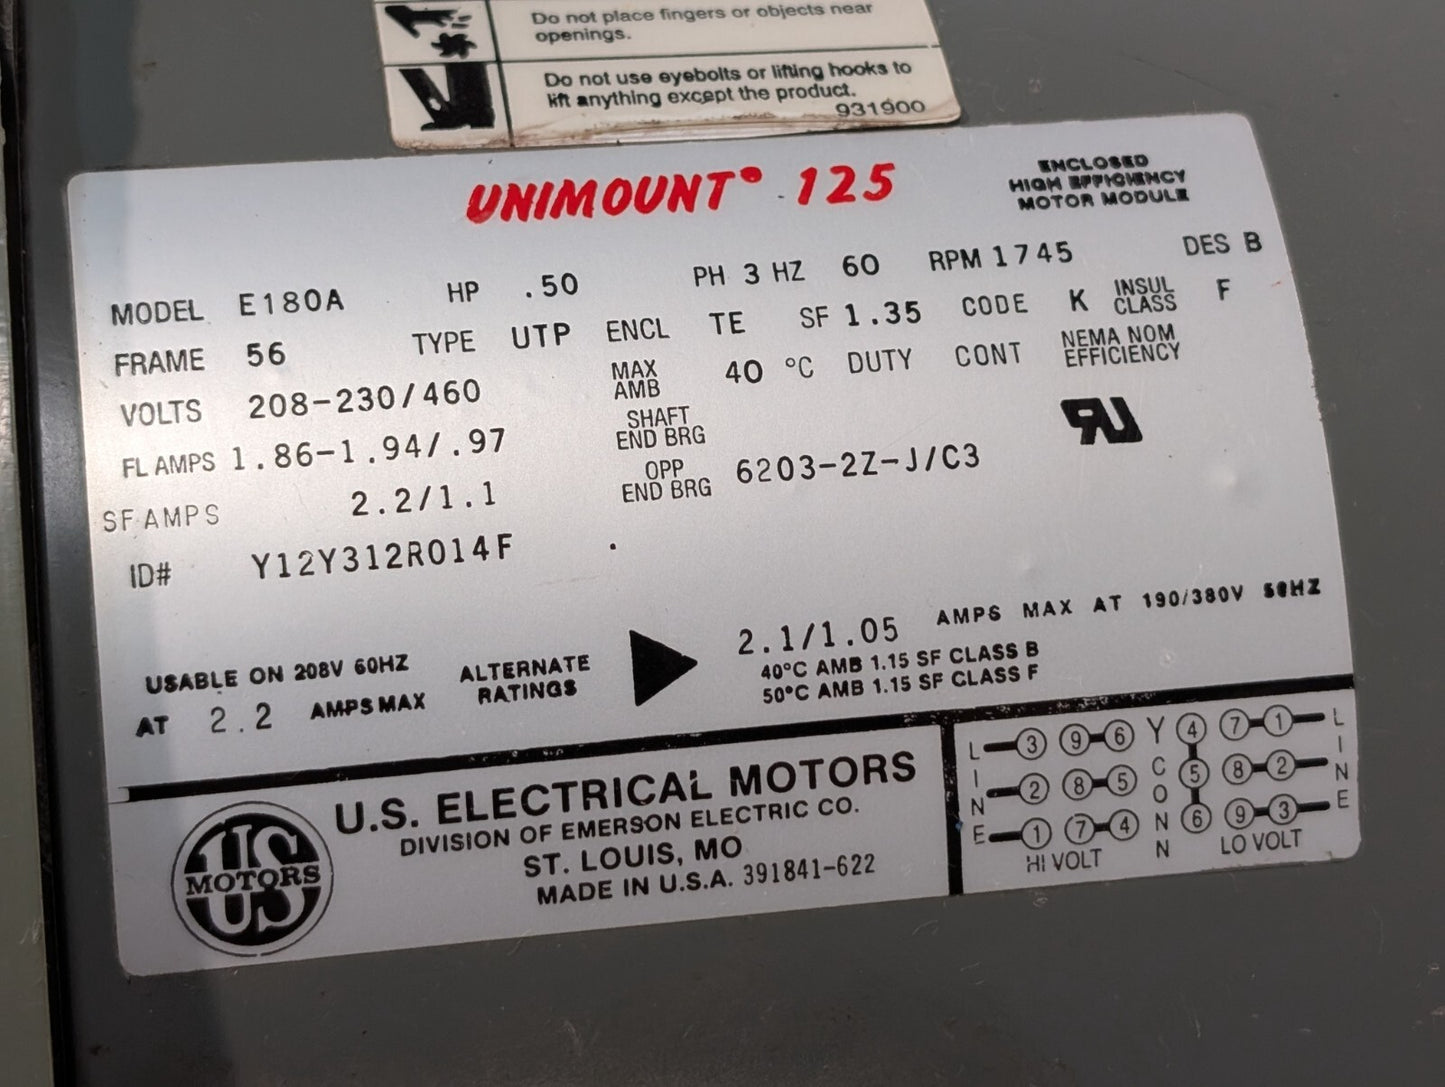 Do not place fingers or objects near
openings.
Do not use eyebolts or lifting hooks to
lift anything except the product.
931900
UNIMOUNT® 125
ENCLOSED
HIGH EFFICIENCY
MOTOR MODULE
MODEL E180A HP .50 PH 3 HZ 60 RPM 1745 DES B
FRAME 56 TYPE UTP ENCL TE SF 1.35 CODE K INSUL CLASS F
VOLTS 208-230/460 MAX AMB 40 °C DUTY CONT NEMA NOM EFFICIENCY
FL AMPS 1.86-1.94/.97 SHAFT END BRG
SF AMPS 2.2/1.1 OPP END BRG 6203-2Z-J/C3
ID# Y12Y312R014F
USABLE ON 208V 60HZ
AT 2.2 AMPS MAX
ALTERNATE
RATINGS
2.1/1.05 AMPS MAX AT 190/380V 50HZ
40°C AMB 1.15 SF CLASS B
50°C AMB 1.15 SF CLASS F
US
MOTORS
U.S. ELECTRICAL MOTORS
DIVISION OF EMERSON ELECTRIC CO.
ST. LOUIS, MO
MADE IN U.S.A. 391841-622
LINE
3 9 6
2 8 5
1 7 4
HI VOLT
Y CONN
4 7 1
5 8 2
6 9 3
LO VOLT
LINE